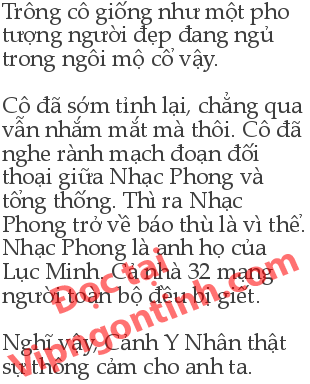 Trông cô giống như một pho
tượng người đẹp đang ngủ
trong ngôi mộ cổ vậy.
Cô đã sớm tỉnh lại, chẳng qua
vẫn nhắm mắt mà thôi. Cô đã
nghe rành mạch đoạn đối
thoại giữa Nhạc Phong và
tổng thống. Thì ra Nhạc
Phong trở về báo thù là vì thế.
Nhạc Phong là anh họ của
Lục Minh. Cả nhà 32 mạng
người toàn bộ đều bị giết.
Nghĩ vậy, Cảnh Y Nhân thật
sự thông cảm cho anh ta.
Đọc tại
Vipngontinh.com